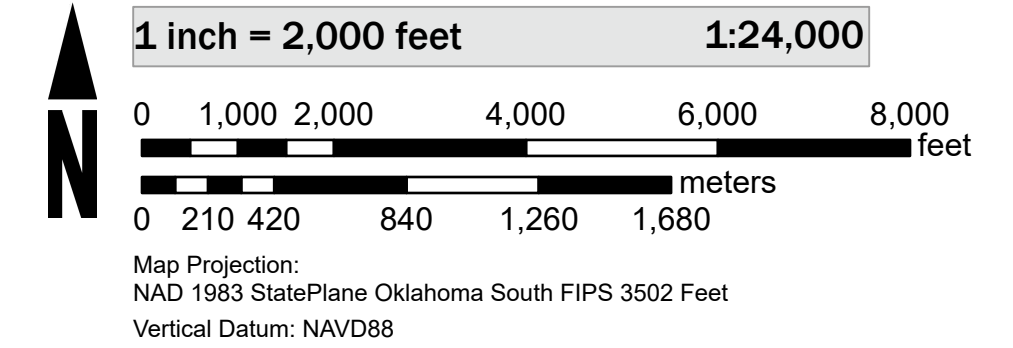 1 inch = 2,000 feet 1:24,000
0 1,000 2,000 4,000 6,000 8,000
feet
N
meters
0 210 420 840 1,260 1,680
Map Projection:
NAD 1983 StatePlane Oklahoma South FIPS 3502 Feet
Vertical Datum: NAVD88